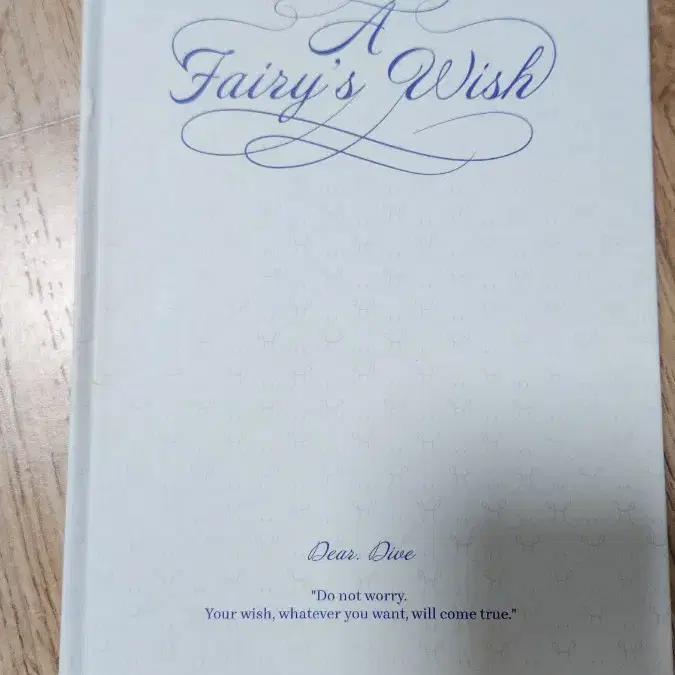 A
Fairy's Wish
Dear. Dive
"Do not worry.
Your wish, whatever you want, will come true."